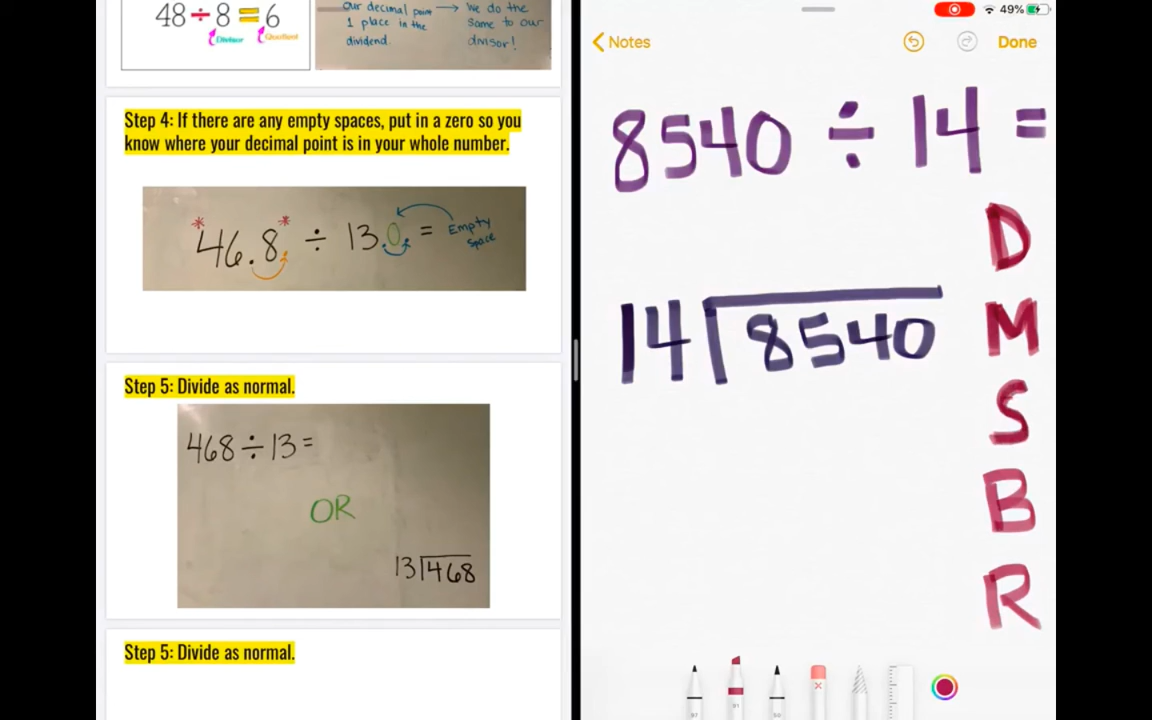 48 ÷ 8 = 6
Divisor
Quotient
our decimal point
1 place in the
dividend.
We do the
same to our
divisor!
Step 4: If there are any empty spaces, put in a zero so you
know where your decimal point is in your whole number.
*46.8* ÷ 130. = Empty
space
Step 5: Divide as normal.
468 ÷ 13 =
OR
13 468
Step 5: Divide as normal.
49%
Notes
Done
8540 ÷ 14 =
14 8540
D
M
S
B
R